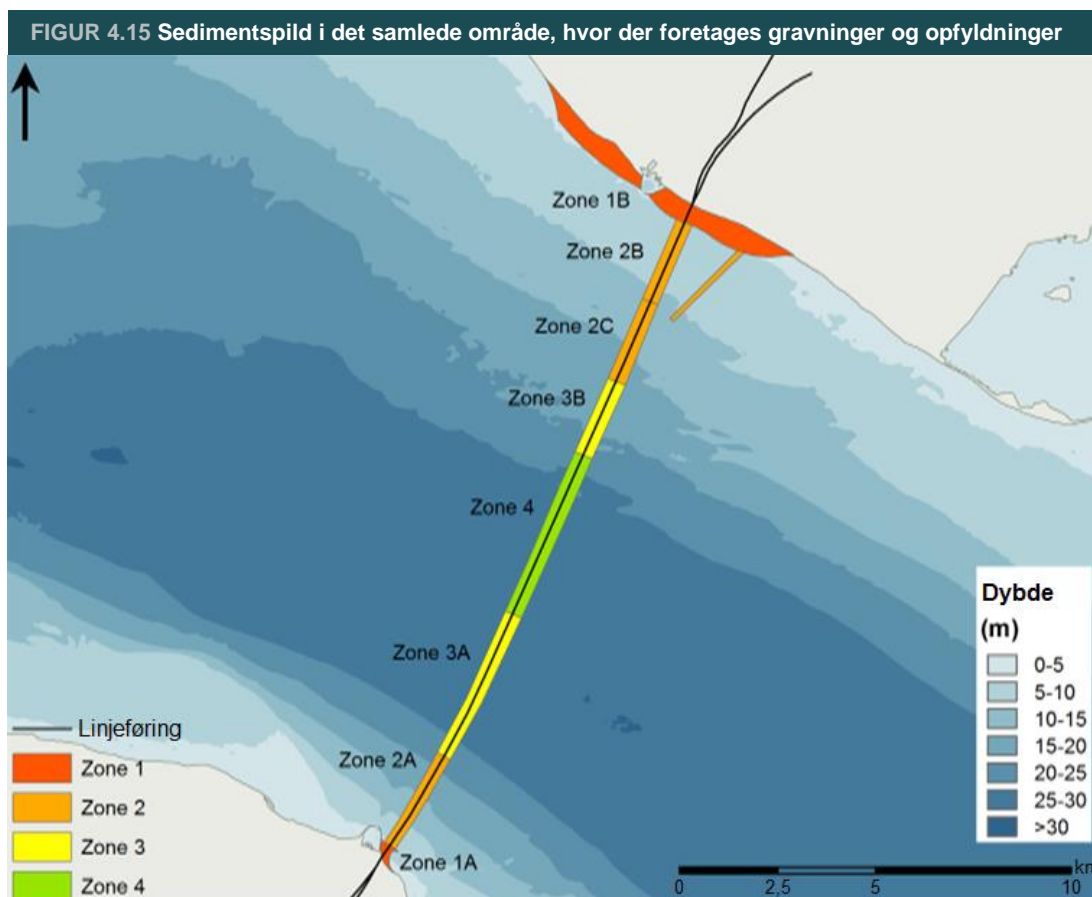 FIGUR 4.15 Sedimentspild i det samlede område, hvor der foretages gravninger og opfyldninger
Zone 1B
Zone 2B
Zone 2C
Zone 3B
Zone 4
Zone 3A
Zone 2A
Zone 1A
Linjeføring
Zone 1
Zone 2
Zone 3
Zone 4
Dybde
(m)
0-5
5-10
10-15
15-20
20-25
25-30
>30
km
0 2,5 5 10